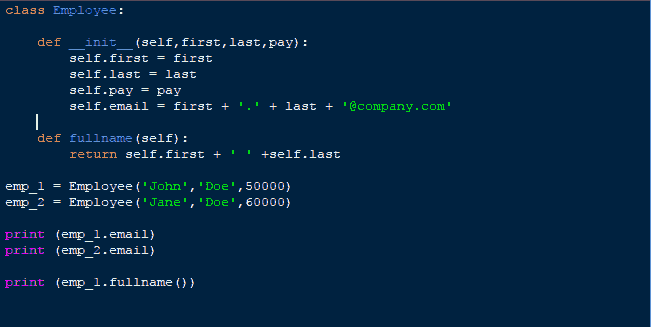 class Employee:
    def __init__(self,first,last,pay):
        self.first = first
        self.last = last
        self.pay = pay
        self.email = first + '.' + last + '@company.com'
    def fullname(self):
        return self.first + ' ' +self.last
emp_1 = Employee('John','Doe',50000)
emp_2 = Employee('Jane','Doe',60000)
print (emp_1.email)
print (emp_2.email)
print (emp_1.fullname())